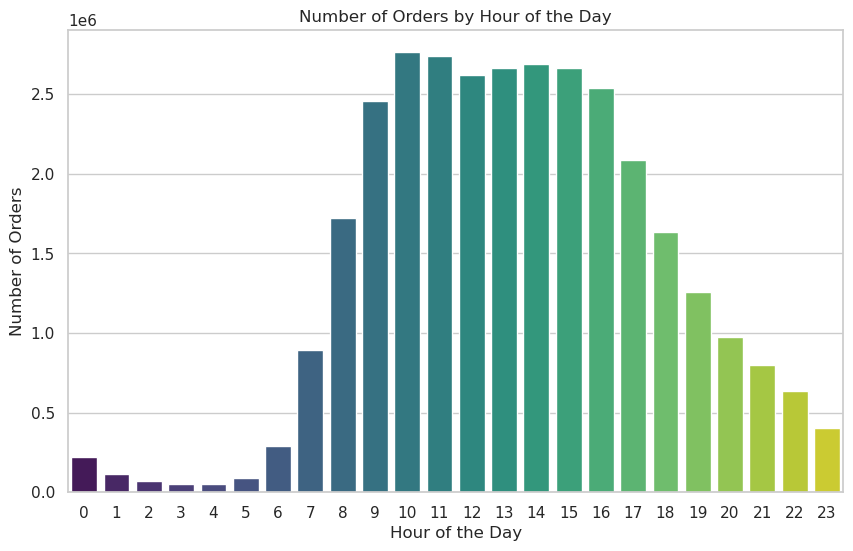 Number of Orders by Hour of the Day
1e6
2.5
2.0
1.5
1.0
0.5
0.0
Number of Orders
0 1 2 3 4 5 6 7 8 9 10 11 12 13 14 15 16 17 18 19 20 21 22 23
Hour of the Day